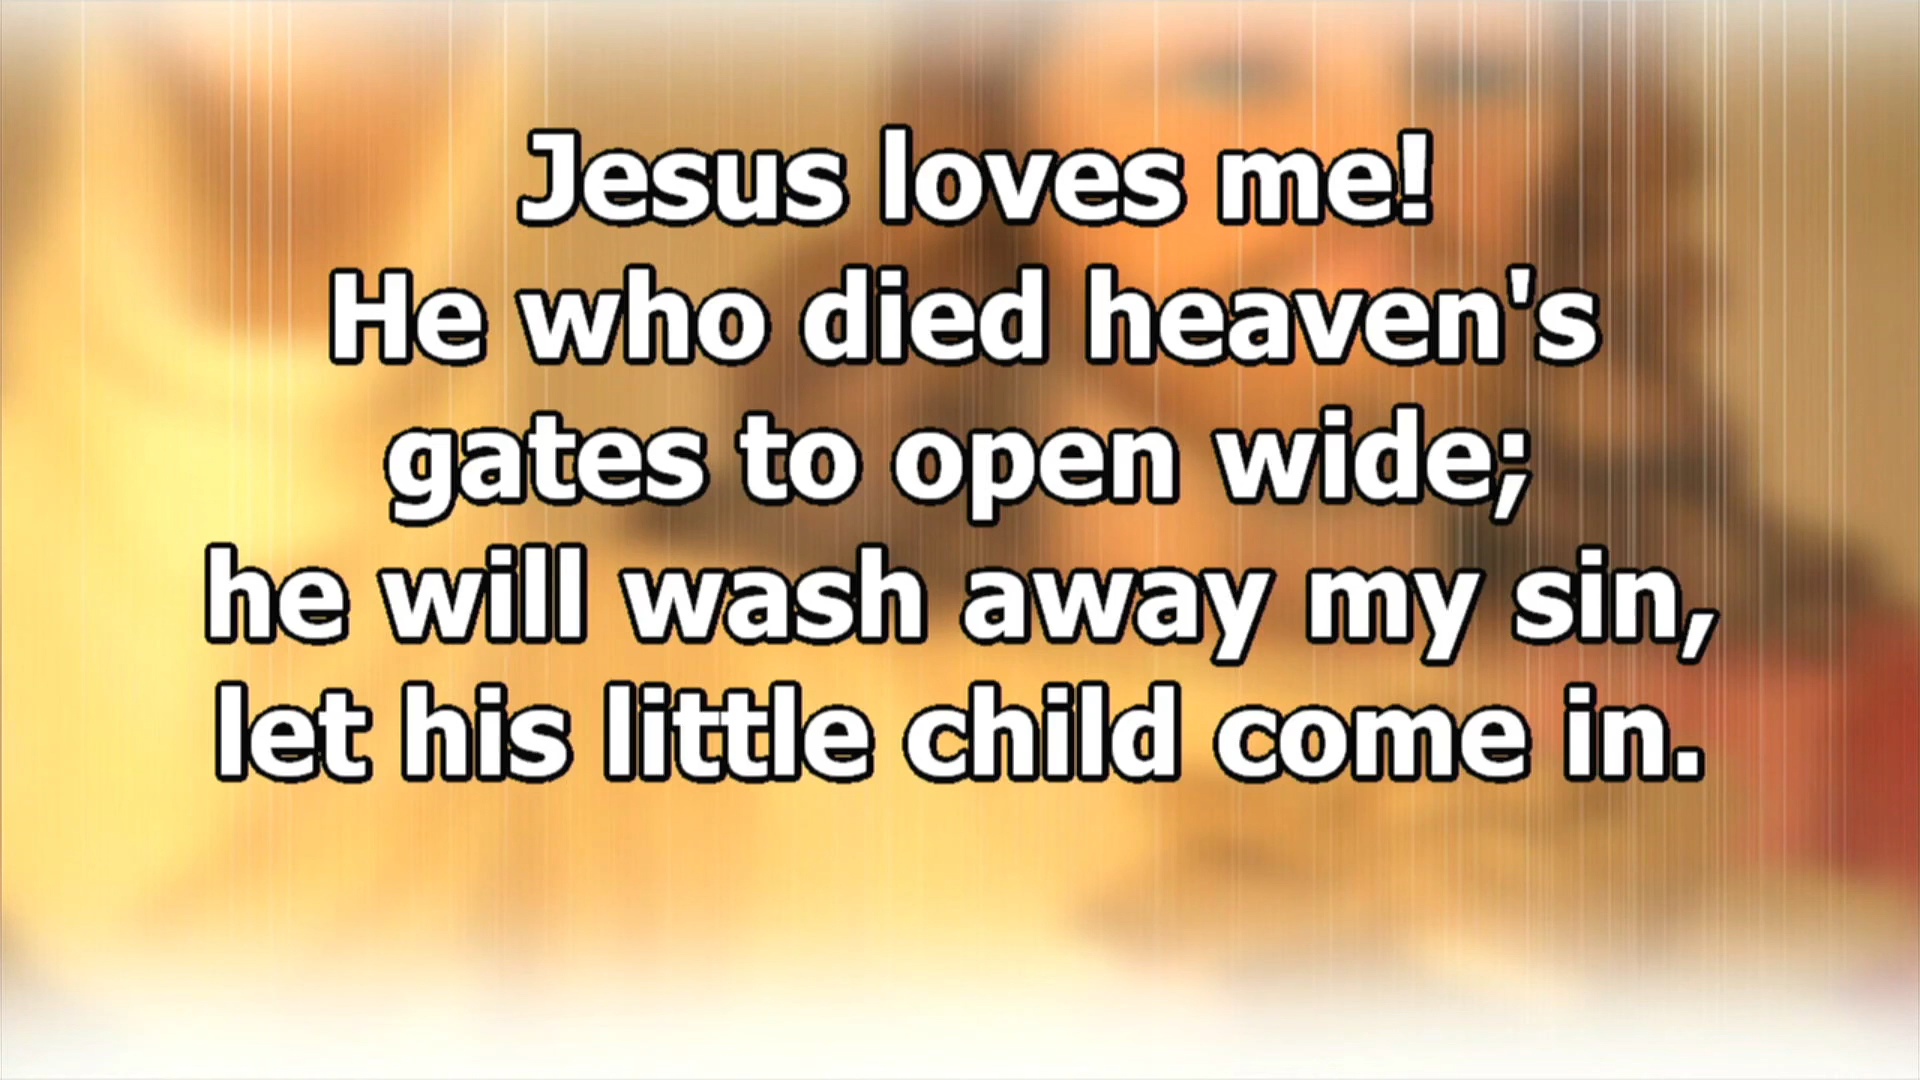 Jesus loves me!
He who died heaven's
gates to open wide;
he will wash away my sin,
let his little child come in.